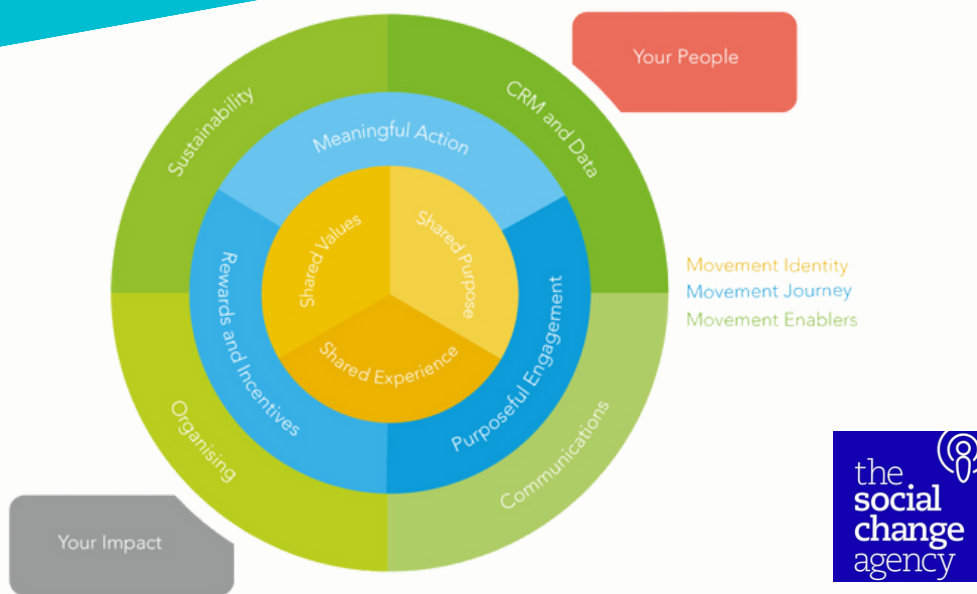 Your People
Sustainability
CRM and Data
Meaningful Action
Shared Values
Shared Purpose
Shared Experience
Rewards and Incentives
Purposeful Engagement
Movement Identity
Movement Journey
Movement Enablers
Organising
Communications
Your Impact
the
social
change
agency